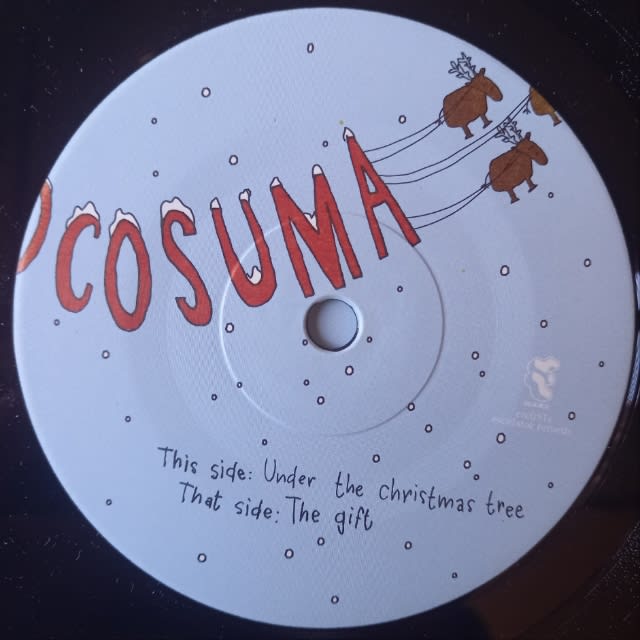 COSUMA
This side: Under the christmas tree
That side: The gift